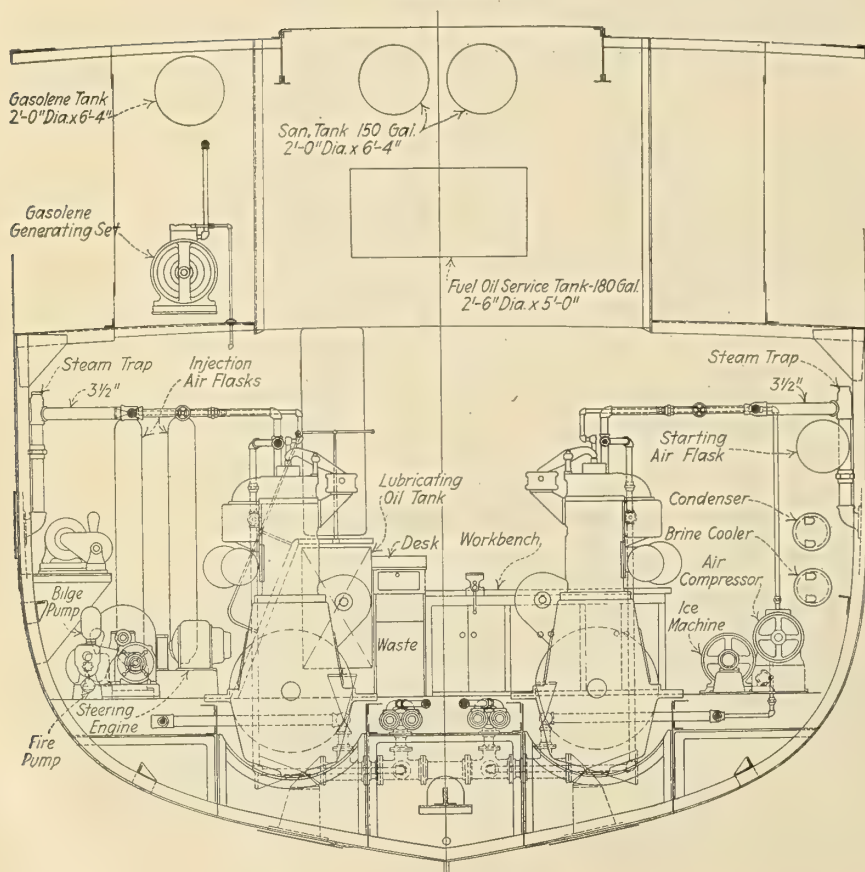 Gasolene Tank
2'-0" Dia. x 6'-4"
San. Tank 150 Gal.
2'-0" Dia. x 6'-4"
Gasolene
Generating Set
Fuel Oil Service Tank-180 Gal.
2'-6" Dia. x 5'-0"
Steam Trap
3½"
Injection
Air Flasks
Steam Trap
3½"
Starting
Air Flask
Lubricating
Oil Tank
Desk
Workbench
Condenser
Brine Cooler
Air
Compressor
Ice
Machine
Bilge
Pump
Waste
Steering
Engine
Fire
Pump